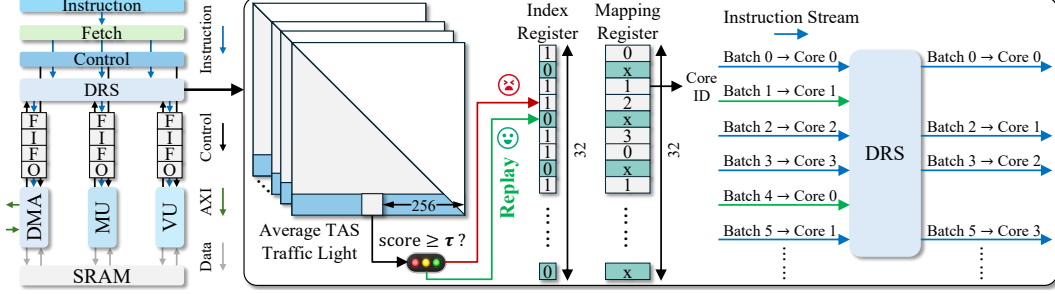 Instruction
Fetch
Control
DRS
F
I
F
O
F
I
F
O
F
I
F
O
DMA
MU
VU
SRAM
Instruction
Control
AXI
Data
256
Average TAS
Traffic Light
score ≥ τ ?
Replay
Index
Register
1
0
1
1
0
1
1
0
1
0
32
Mapping
Register
0
x
1
2
x
3
0
x
1
x
32
Core
ID
Instruction Stream
Batch 0 → Core 0
Batch 1 → Core 1
Batch 2 → Core 2
Batch 3 → Core 3
Batch 4 → Core 0
Batch 5 → Core 1
DRS
Batch 0 → Core 0
Batch 2 → Core 1
Batch 3 → Core 2
Batch 5 → Core 3